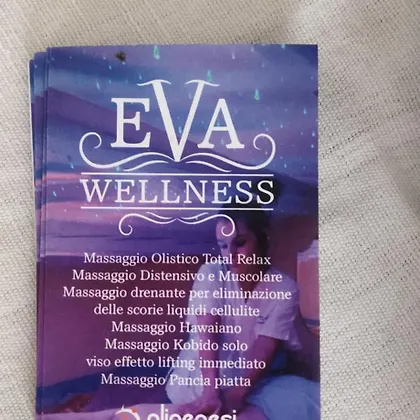 EVA
WELLNESS
Massaggio Olistico Total Relax
Massaggio Distensivo e Muscolare
Massaggio drenante per eliminazione
delle scorie liquidi cellulite
Massaggio Hawaiano
Massaggio Kobido solo
viso effetto lifting immediato
Massaggio Pancia piatta